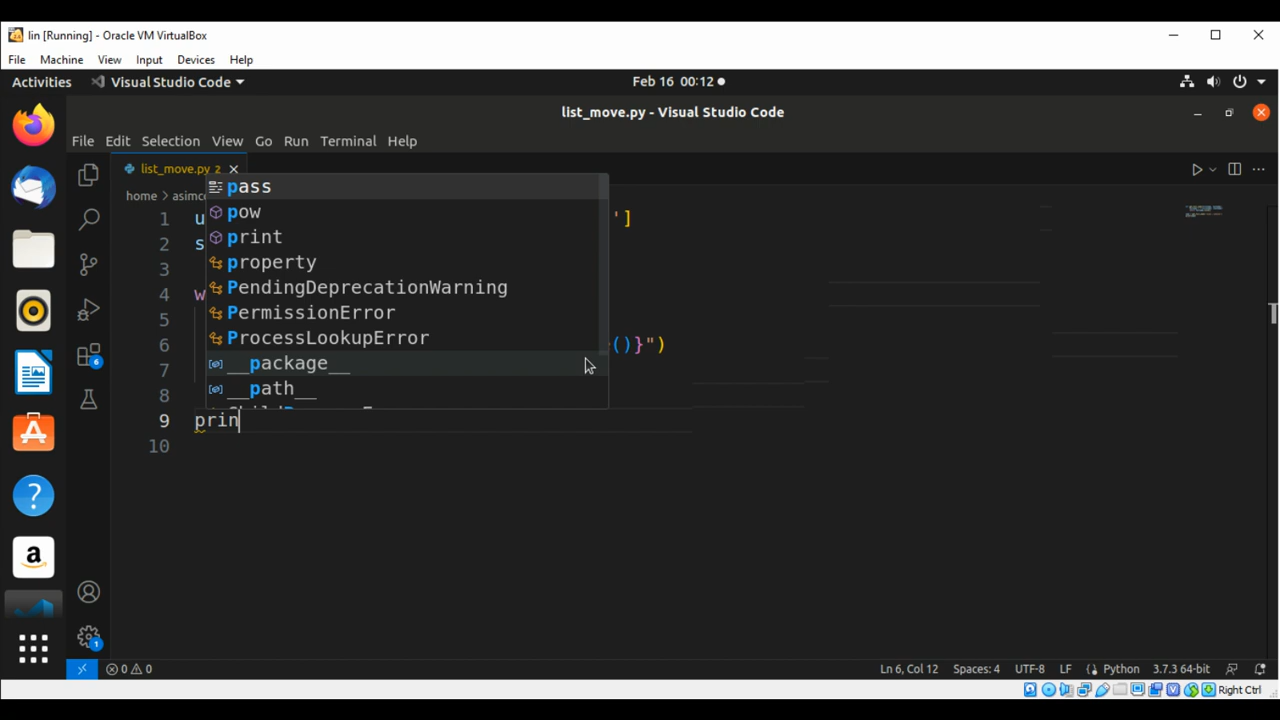 lin [Running] - Oracle VM VirtualBox
File Machine View Input Devices Help
Activities Visual Studio Code Feb 16 00:12
list_move.py - Visual Studio Code
File Edit Selection View Go Run Terminal Help
list_move.py 2
home > asimc
1 u ']
2 s
3
4 w
5
6 ()}")
7
8
9 prin
10
pass
pow
print
property
PendingDeprecationWarning
PermissionError
ProcessLookupError
__package__
__path__
6
1
0 0 Ln 6, Col 12 Spaces: 4 UTF-8 LF Python 3.7.3 64-bit
Right Ctrl